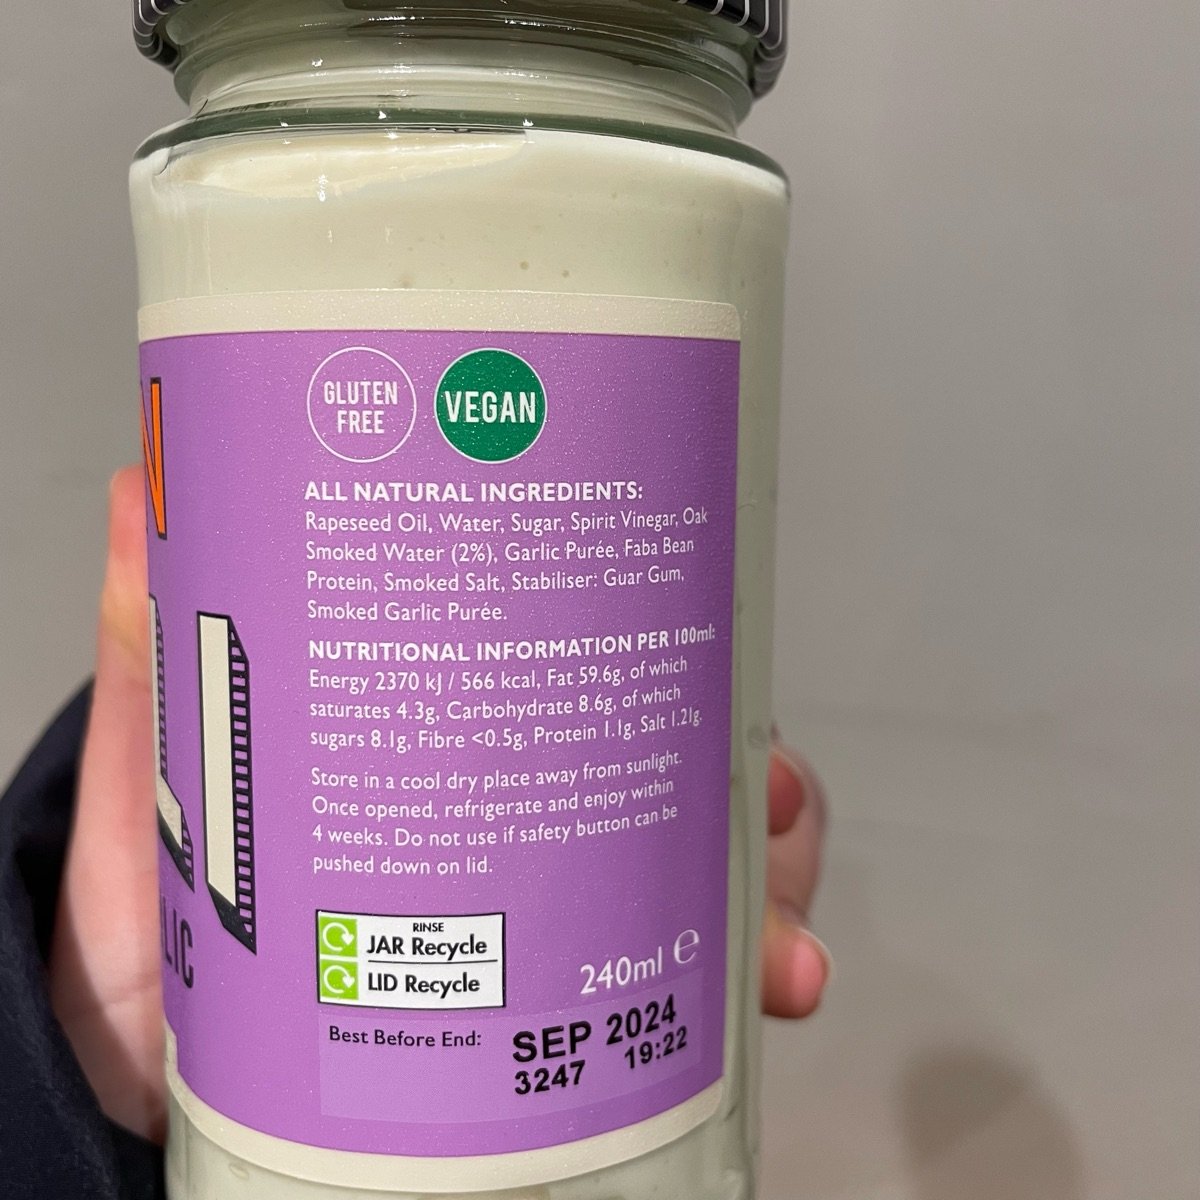 GLUTEN
FREE
VEGAN
ALL NATURAL INGREDIENTS:
Rapeseed Oil, Water, Sugar, Spirit Vinegar, Oak
Smoked Water (2%), Garlic Purée, Faba Bean
Protein, Smoked Salt, Stabiliser: Guar Gum,
Smoked Garlic Purée.
NUTRITIONAL INFORMATION PER 100ml:
Energy 2370 kJ / 566 kcal, Fat 59.6g, of which
saturates 4.3g, Carbohydrate 8.6g, of which
sugars 8.1g, Fibre <0.5g, Protein 1.1g, Salt 1.21g.
Store in a cool dry place away from sunlight.
Once opened, refrigerate and enjoy within
4 weeks. Do not use if safety button can be
pushed down on lid.
RINSE
JAR Recycle
LID Recycle
240ml ℮
Best Before End:
SEP 2024
3247 19:22